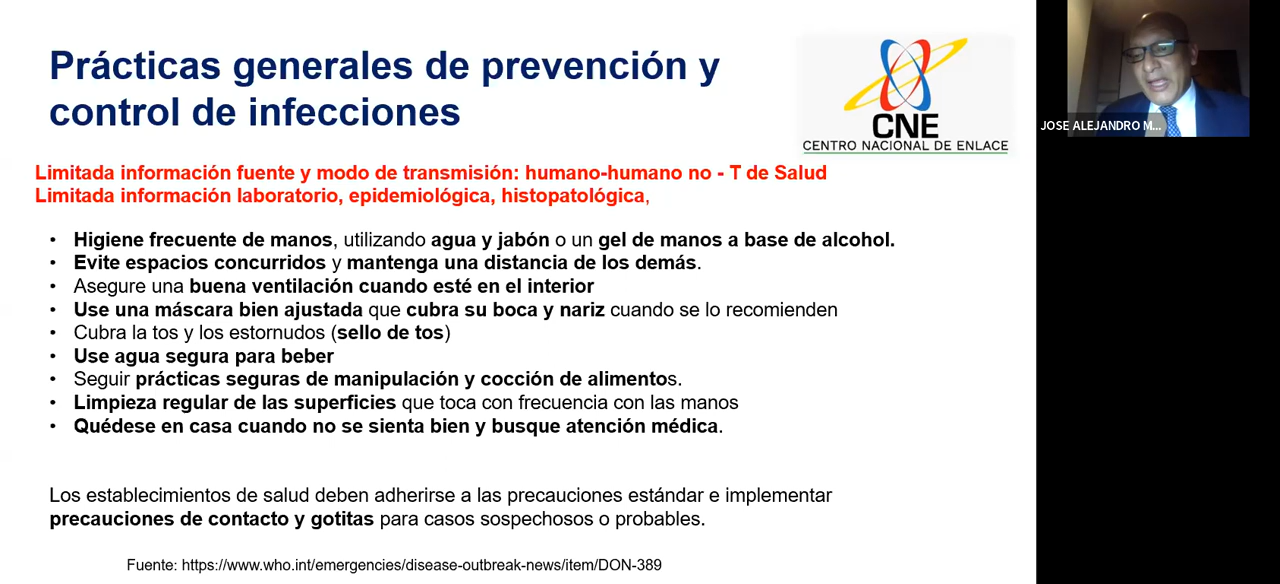 Prácticas generales de prevención y
control de infecciones
CNE
CENTRO NACIONAL DE ENLACE
JOSE ALEJANDRO M...
Limitada información fuente y modo de transmisión: humano-humano no - T de Salud
Limitada información laboratorio, epidemiológica, histopatológica,
• Higiene frecuente de manos, utilizando agua y jabón o un gel de manos a base de alcohol.
• Evite espacios concurridos y mantenga una distancia de los demás.
• Asegure una buena ventilación cuando esté en el interior
• Use una máscara bien ajustada que cubra su boca y nariz cuando se lo recomienden
• Cubra la tos y los estornudos (sello de tos)
• Use agua segura para beber
• Seguir prácticas seguras de manipulación y cocción de alimentos.
• Limpieza regular de las superficies que toca con frecuencia con las manos
• Quédese en casa cuando no se sienta bien y busque atención médica.
Los establecimientos de salud deben adherirse a las precauciones estándar e implementar
precauciones de contacto y gotitas para casos sospechosos o probables.
Fuente: https://www.who.int/emergencies/disease-outbreak-news/item/DON-389